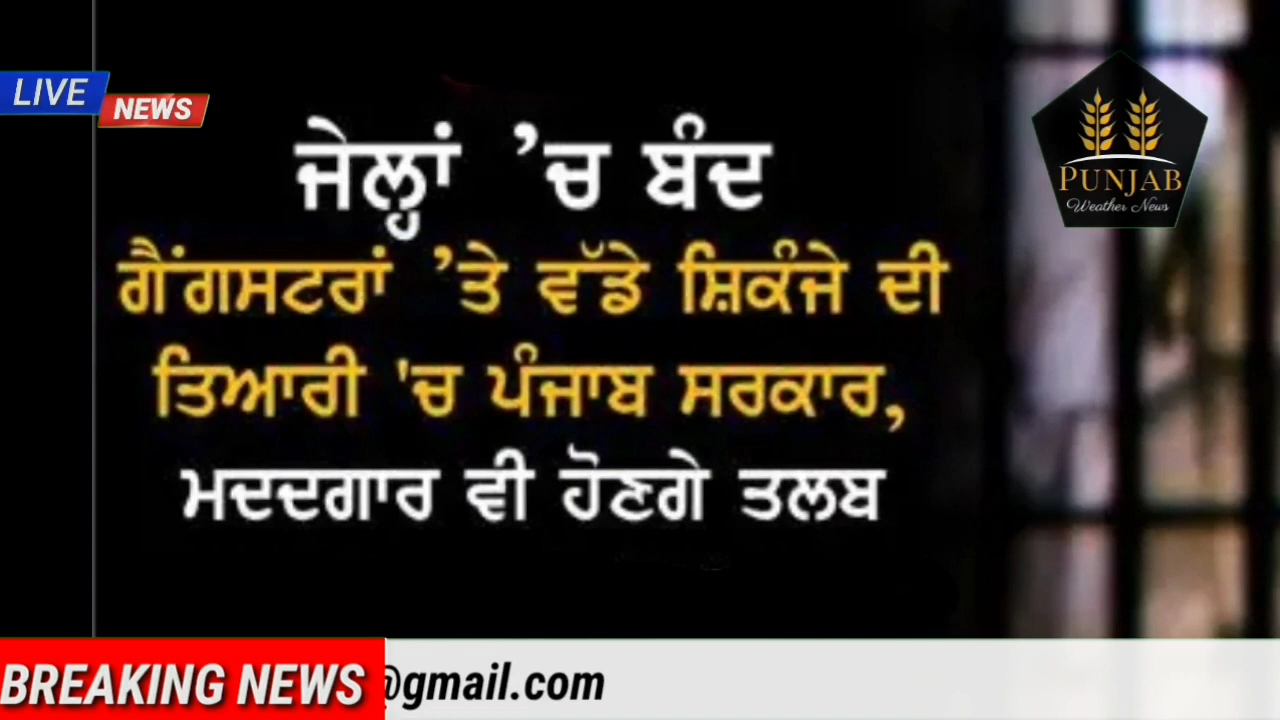 LIVE
NEWS
ਜੇਲ੍ਹਾਂ ’ਚ ਬੰਦ
ਗੈਂਗਸਟਰਾਂ ’ਤੇ ਵੱਡੇ ਸ਼ਿਕੰਜੇ ਦੀ
ਤਿਆਰੀ 'ਚ ਪੰਜਾਬ ਸਰਕਾਰ,
ਮਦਦਗਾਰ ਵੀ ਹੋਣਗੇ ਤਲਬ
PUNJAB
Weather News
BREAKING NEWS @gmail.com